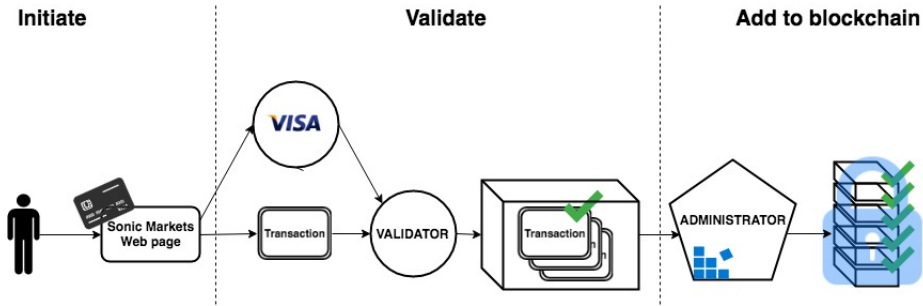 Initiate
Validate
Add to blockchain
VISA
Sonic Markets
Web page
Transaction
VALIDATOR
Transaction
ADMINISTRATOR